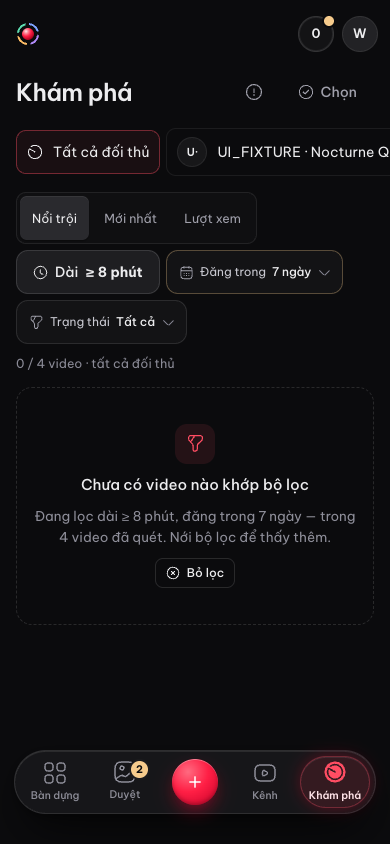 0
W
Khám phá
Chọn
Tất cả đối thủ
U·
UI_FIXTURE · Nocturne Q
Nổi trội
Mới nhất
Lượt xem
Dài ≥ 8 phút
Đăng trong 7 ngày
Trạng thái Tất cả
0 / 4 video · tất cả đối thủ
Chưa có video nào khớp bộ lọc
Đang lọc dài ≥ 8 phút, đăng trong 7 ngày — trong
4 video đã quét. Nới bộ lọc để thấy thêm.
Bỏ lọc
2
Bàn dựng
Duyệt
Kênh
Khám phá